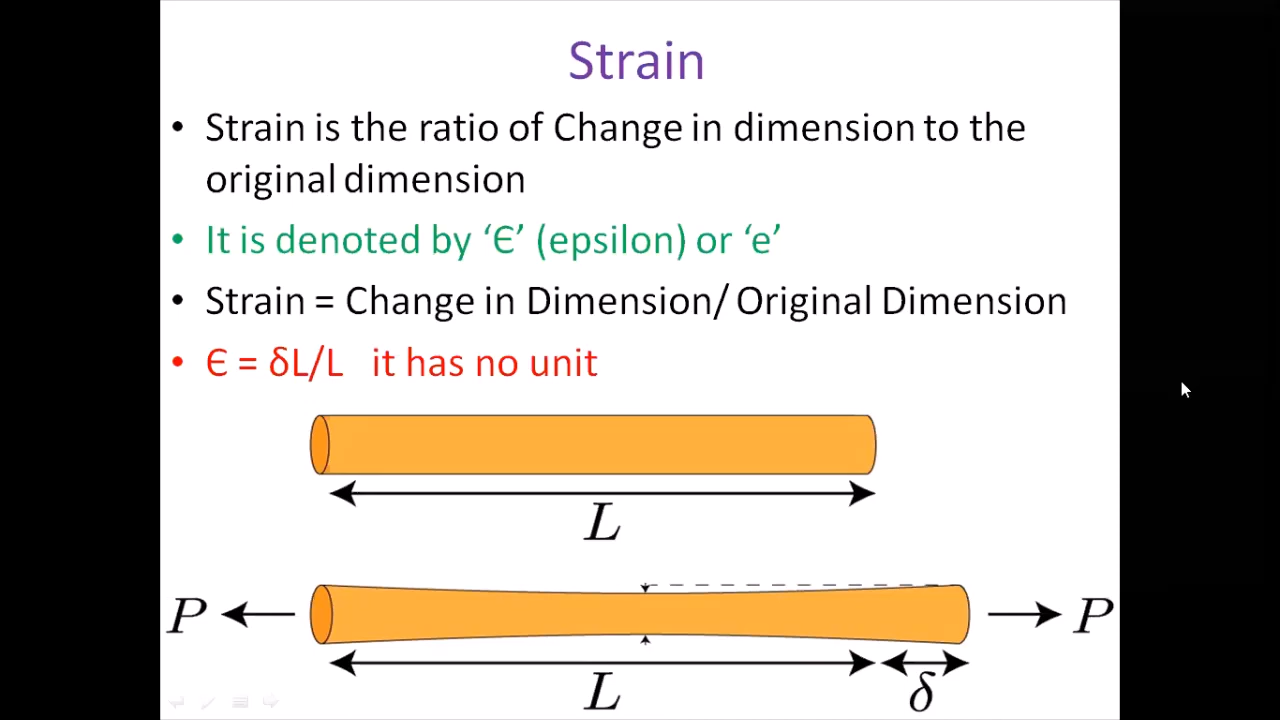 Strain
• Strain is the ratio of Change in dimension to the
original dimension
• It is denoted by ‘Є’ (epsilon) or ‘e’
• Strain = Change in Dimension/ Original Dimension
• Є = δL/L it has no unit
L
P P
L δ